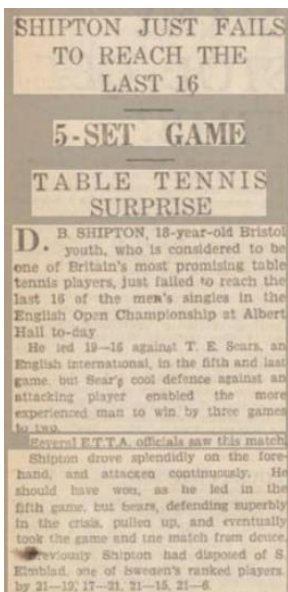 SHIPTON JUST FAILS
TO REACH THE
LAST 16
5-SET GAME
TABLE TENNIS
SURPRISE
D. B. SHIPTON, 18-year-old Bristol
youth, who is considered to be
one of Britain's most promising table
tennis players, just failed to reach the
last 16 of the men's singles in the
English Open Championship at Albert
Hall to-day
He led 19—16 against T. E. Sears, an
English international, in the fifth and last
game, but Sear's cool defence against an
attacking player enabled the more
experienced man to win by three games
to two.
Several E.T.T.A. officials saw this match
Shipton drove splendidly on the fore-
hand, and attacked continuously. He
should have won, as he led in the
fifth game, but Sears, defending superbly
in the crisis, pulled up, and eventually
took the game and the match from deuce.
Previously Shipton had disposed of S.
Elmblad, one of Sweden's ranked players,
by 21—19, 17—21, 21—15, 21—6.